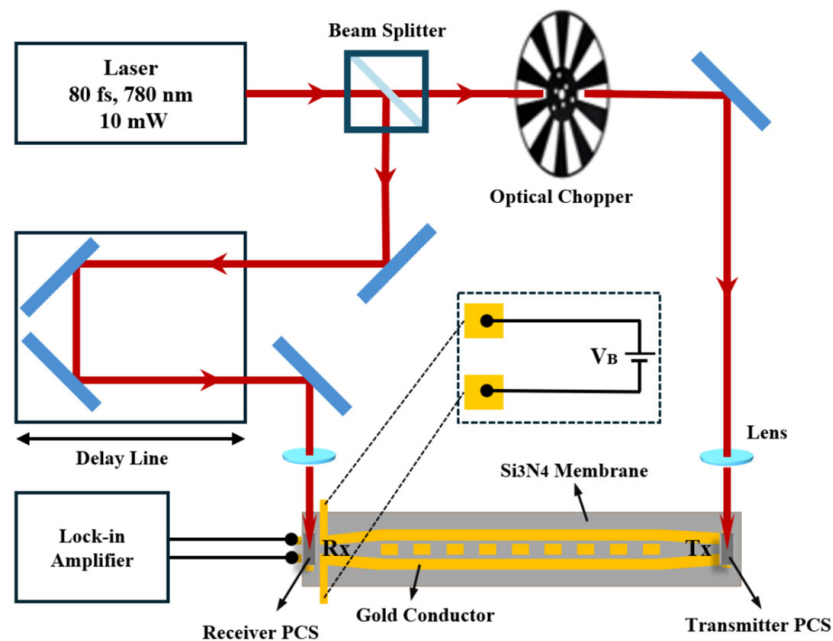 Beam Splitter
Laser
80 fs, 780 nm
10 mW
Optical Chopper
VB
Delay Line
Lens
Si3N4 Membrane
Lock-in
Amplifier
Rx
Tx
Gold Conductor
Receiver PCS
Transmitter PCS